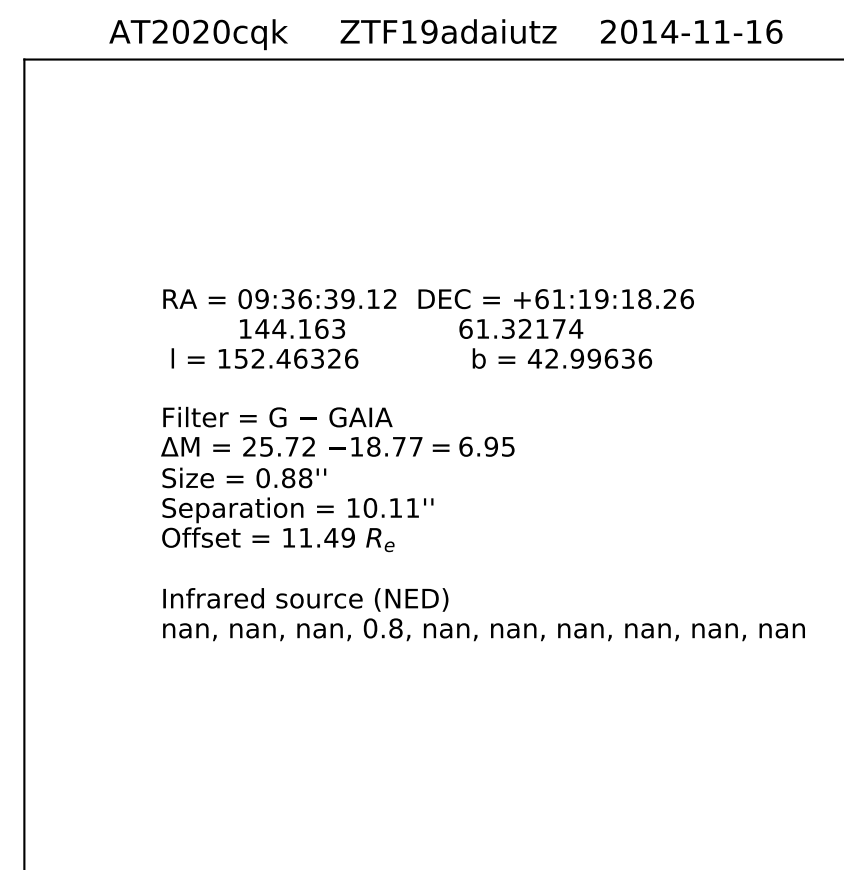 AT2020cqk ZTF19adaiutz 2014-11-16
RA = 09:36:39.12 DEC = +61:19:18.26
144.163 61.32174
l = 152.46326 b = 42.99636
Filter = G − GAIA
ΔM = 25.72 −18.77 = 6.95
Size = 0.88''
Separation = 10.11''
Offset = 11.49 Re
Infrared source (NED)
nan, nan, nan, 0.8, nan, nan, nan, nan, nan, nan